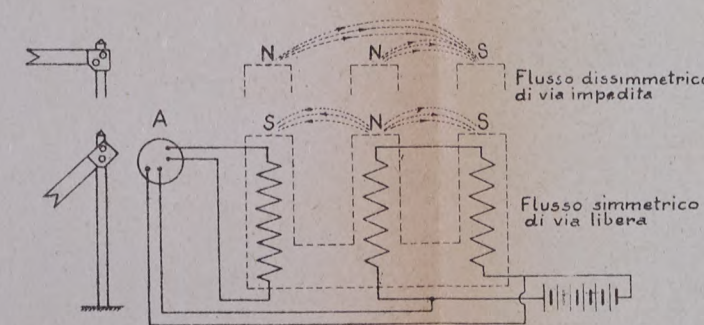 N N S
Flusso dissimmetrico
di via impedita
A S N S
Flusso simmetrico
di via libera